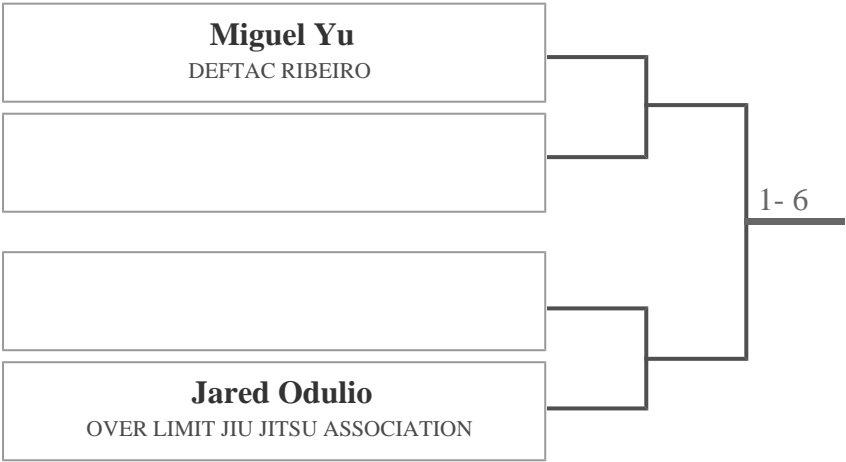 Miguel Yu
DEFTAC RIBEIRO
1- 6
Jared Odulio
OVER LIMIT JIU JITSU ASSOCIATION